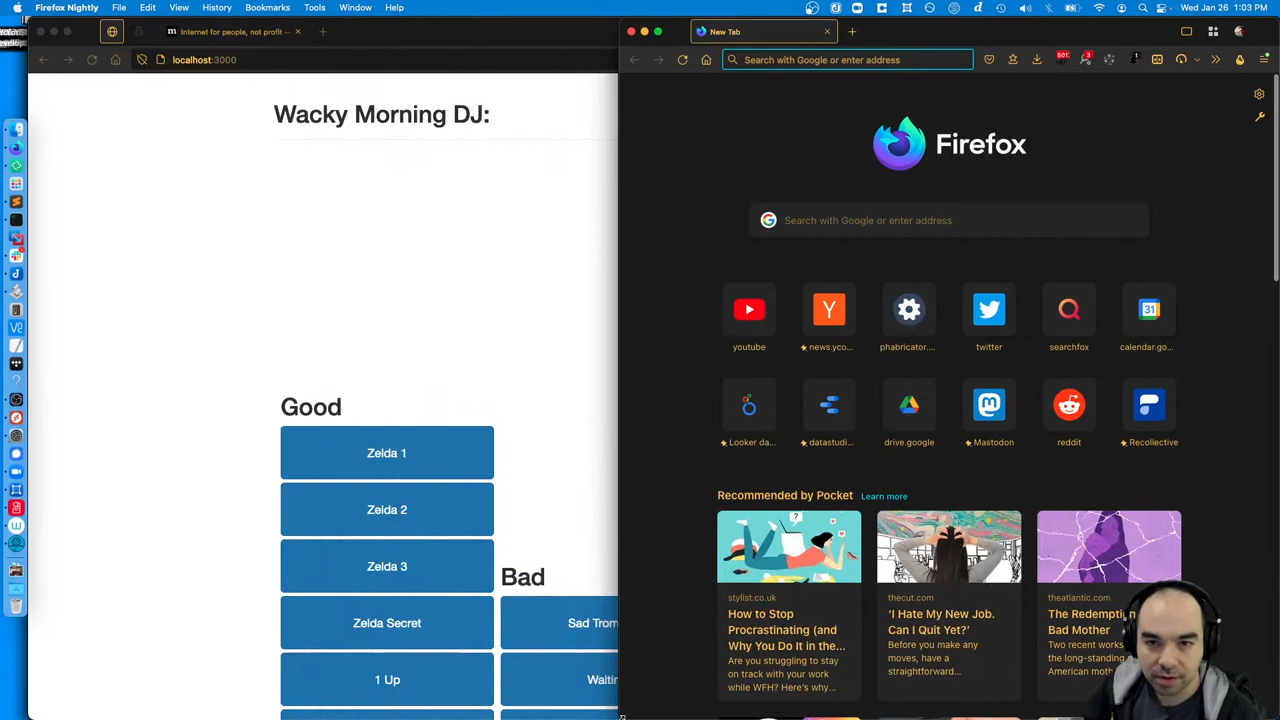 Firefox Nightly File Edit View History Bookmarks Tools Window Help
Wed Jan 26 1:03 PM
Internet for people, not profit —
localhost:3000
Wacky Morning DJ:
Good
Zelda 1
Zelda 2
Zelda 3
Zelda Secret
1 Up
Bad
Sad Trom
Waitin
New Tab
Search with Google or enter address
Firefox
Search with Google or enter address
youtube
news.yco...
phabricator....
twitter
searchfox
calendar.go...
31
Looker da...
datastudi...
drive.google
Mastodon
reddit
Recollective
Recommended by Pocket Learn more
stylist.co.uk
How to Stop
Procrastinating (and
Why You Do It in the...
Are you struggling to stay
on track with your work
while WFH? Here's why...
thecut.com
‘I Hate My New Job.
Can I Quit Yet?’
Before you make any
moves, have a
straightforward...
theatlantic.com
The Redemption
Bad Mother
Two recent works
the long-standing
American moth